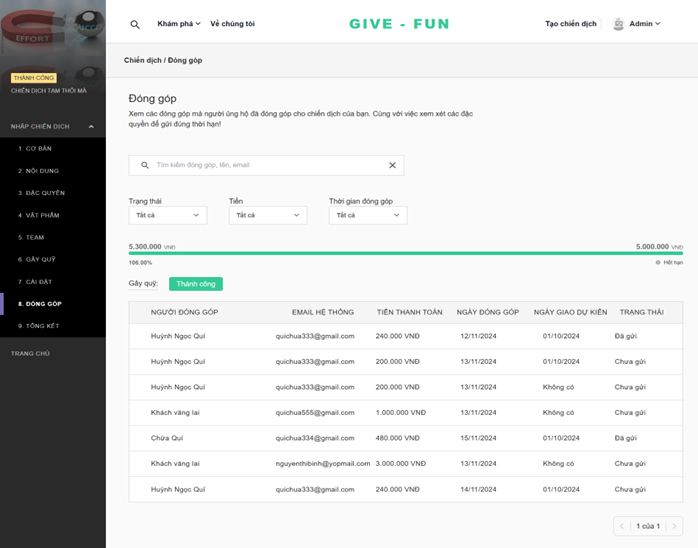 EFFORT
THÀNH CÔNG
CHIẾN DỊCH TẠM THỜI MÀ
NHẬP CHIẾN DỊCH
1. CƠ BẢN
2. NỘI DUNG
3. ĐẶC QUYỀN
4. VẬT PHẨM
5. TEAM
6. GÂY QUỸ
7. CÀI ĐẶT
8. ĐÓNG GÓP
9. TỔNG KẾT
TRANG CHỦ
Khám phá
Về chúng tôi
GIVE - FUN
Tạo chiến dịch
Admin
Chiến dịch / Đóng góp
Đóng góp
Xem các đóng góp mà người ủng hộ đã đóng góp cho chiến dịch của bạn. Cùng với việc xem xét các đặc
quyền để gửi đúng thời hạn!
Tìm kiếm đóng góp, tên, email
Trạng thái Tiền Thời gian đóng góp
Tất cả Tất cả Tất cả
5.300.000 VNĐ 5.000.000 VNĐ
106.00% Hết hạn
Gây quỹ: Thành công
NGƯỜI ĐÓNG GÓP EMAIL HỆ THỐNG TIỀN THANH TOÁN NGÀY ĐÓNG GÓP NGÀY GIAO DỰ KIẾN TRẠNG THÁI
Huỳnh Ngọc Quí quichua333@gmail.com 240.000 VNĐ 12/11/2024 01/10/2024 Đã gửi
Huỳnh Ngọc Quí quichua333@gmail.com 200.000 VNĐ 13/11/2024 01/10/2024 Chưa gửi
Huỳnh Ngọc Quí quichua333@gmail.com 200.000 VNĐ 13/11/2024 Không có Chưa gửi
Khách vãng lai quichua555@gmail.com 1.000.000 VNĐ 13/11/2024 Không có Chưa gửi
Chữa Quí quichua334@gmail.com 480.000 VNĐ 15/11/2024 01/10/2024 Đã gửi
Khách vãng lai nguyenthibinh@yopmail.com 3.000.000 VNĐ 13/11/2024 Không có Chưa gửi
Huỳnh Ngọc Quí quichua333@gmail.com 240.000 VNĐ 14/11/2024 01/10/2024 Chưa gửi
1 của 1